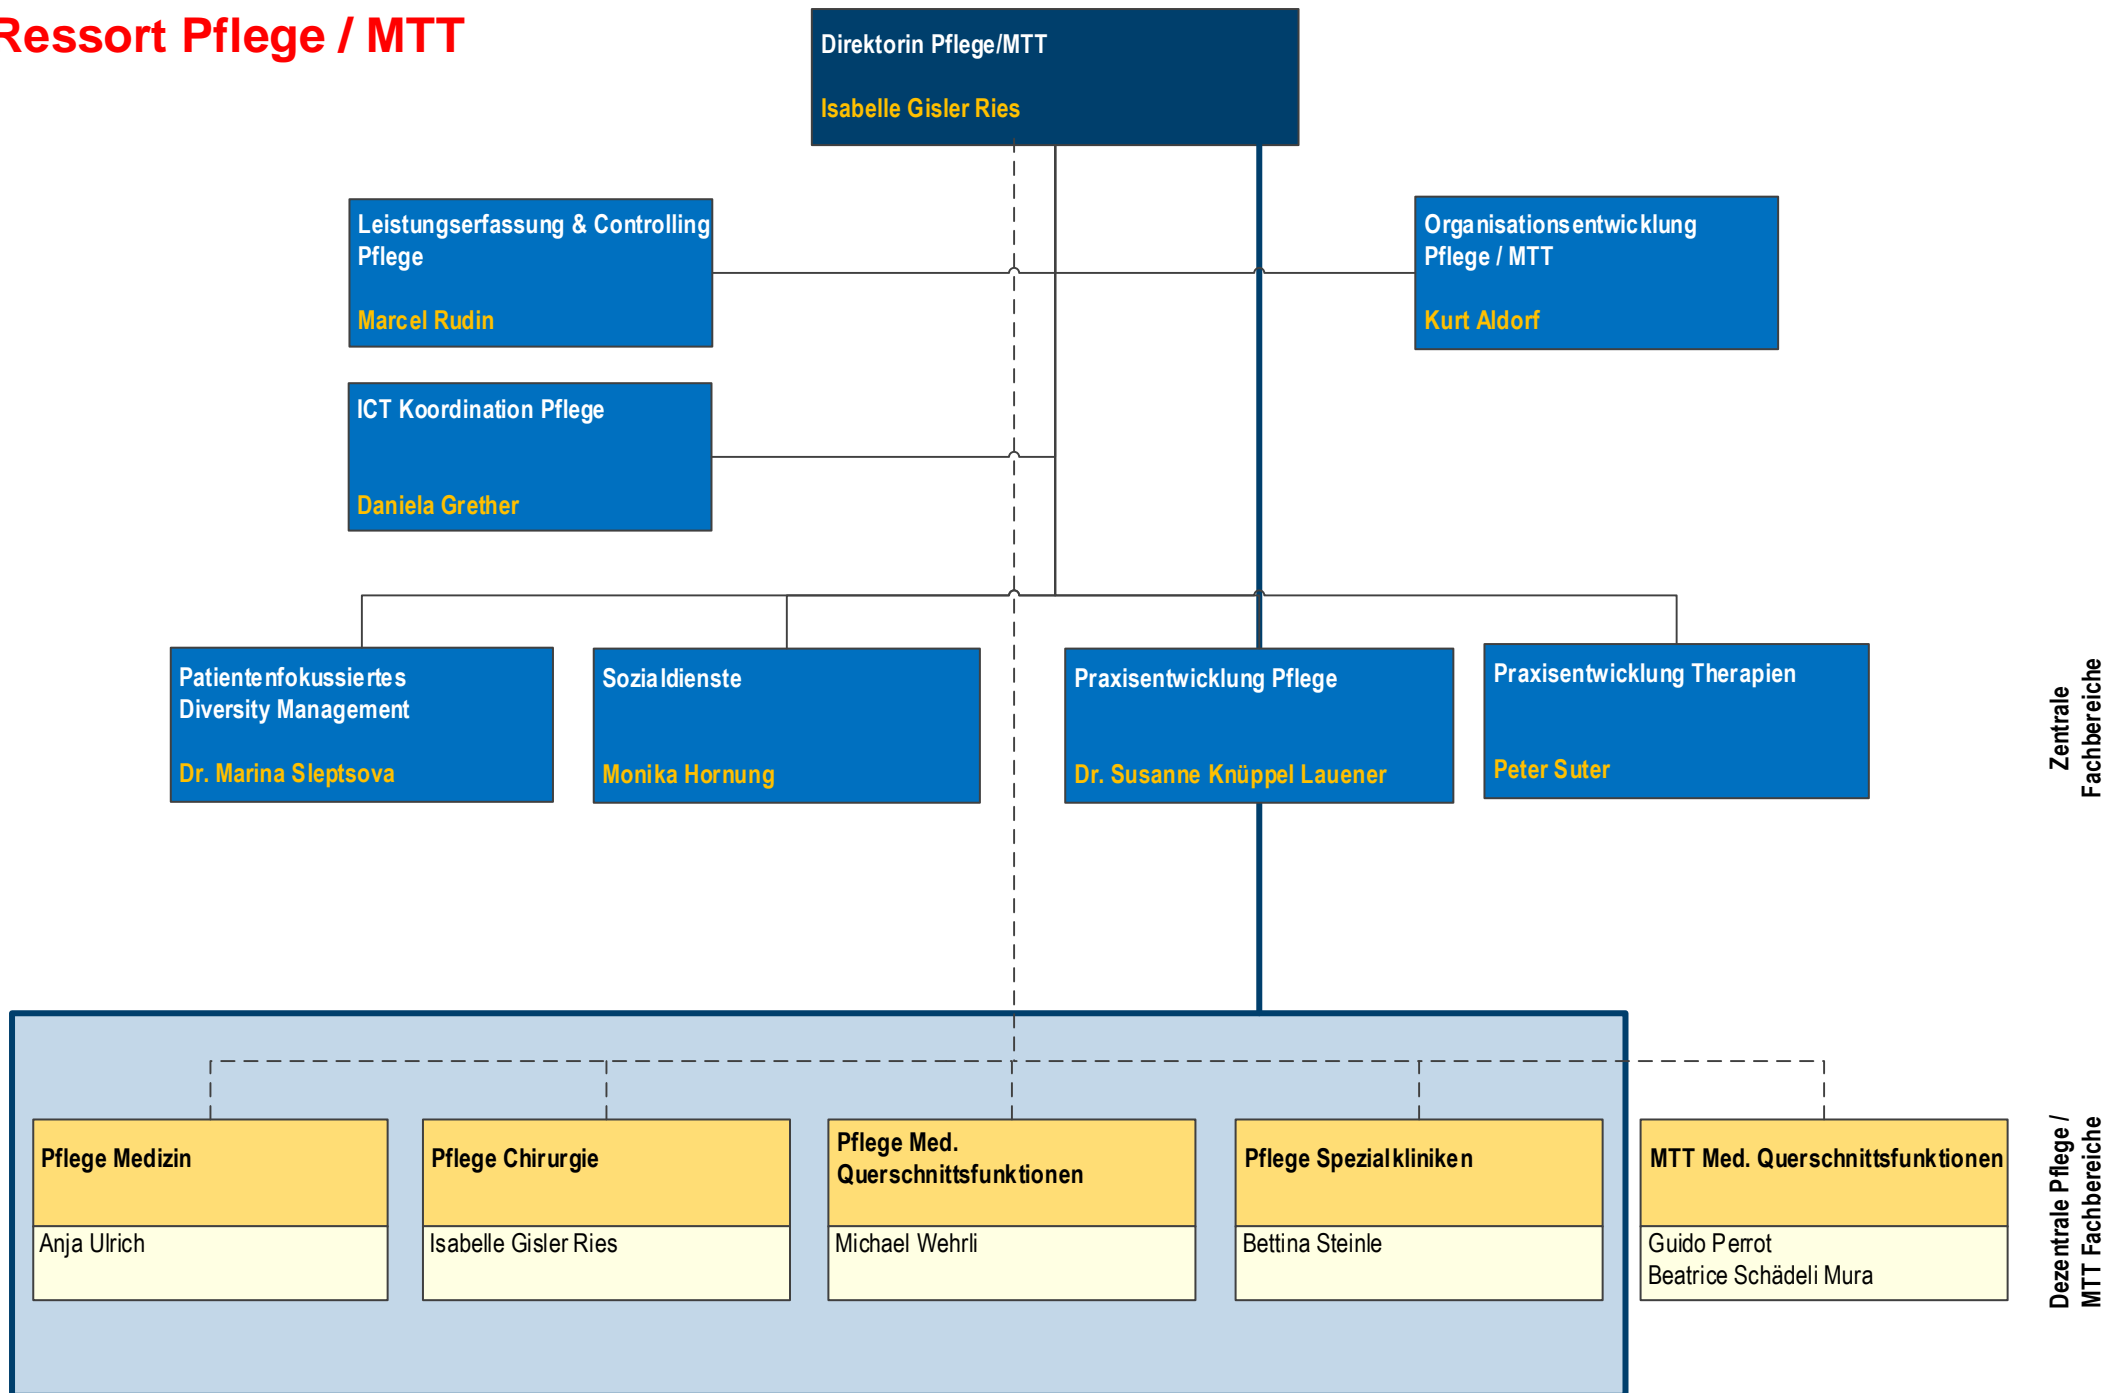 Ressort Pflege / MTT
Direktorin Pflege/MTT
Isabelle Gisler Ries
Leistungserfassung & Controlling
Pflege
Marcel Rudin
Organisationsentwicklung
Pflege / MTT
Kurt Aldorf
ICT Koordination Pflege
Daniela Grether
Patientenfokussiertes
Diversity Management
Dr. Marina Sleptsova
Sozialdienste
Monika Hornung
Praxisentwicklung Pflege
Dr. Susanne Knüppel Lauener
Praxisentwicklung Therapien
Peter Suter
Zentrale
Fachbereiche
Pflege Medizin
Anja Ulrich
Pflege Chirurgie
Isabelle Gisler Ries
Pflege Med.
Querschnittsfunktionen
Michael Wehrli
Pflege Spezialkliniken
Bettina Steinle
MTT Med. Querschnittsfunktionen
Guido Perrot
Beatrice Schädeli Mura
Dezentrale Pflege /
MTT Fachbereiche